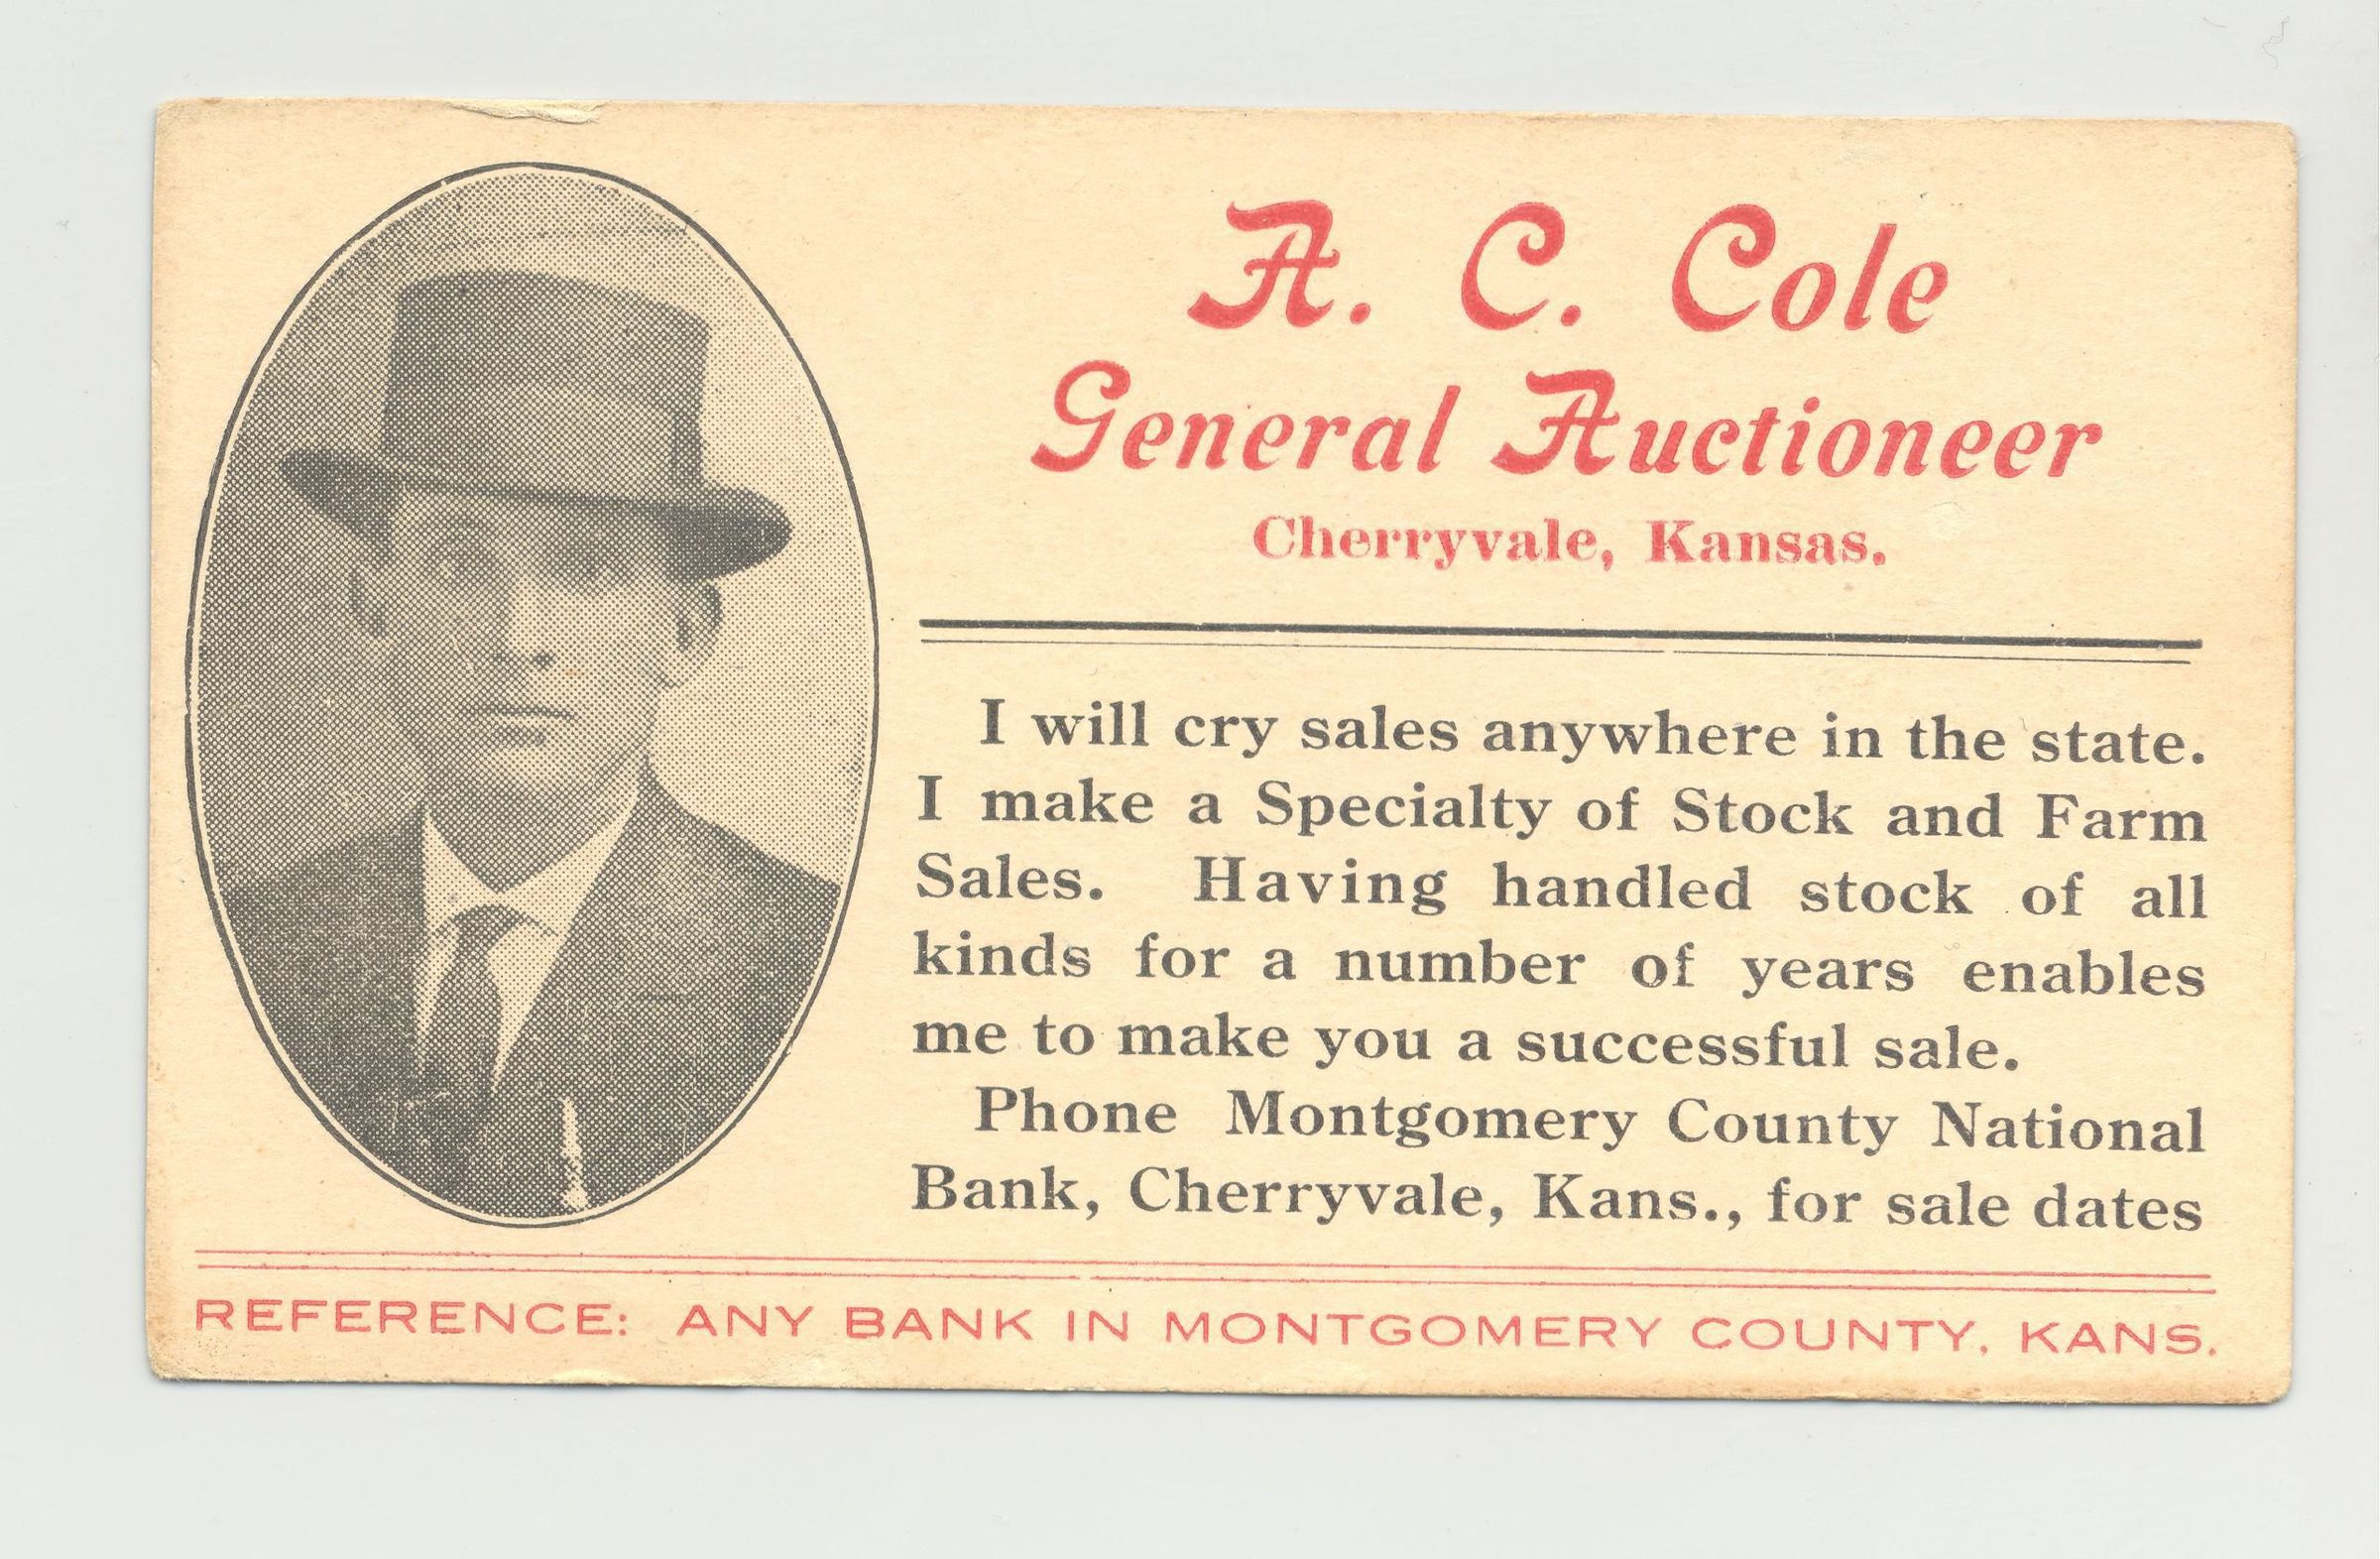 A. C. Cole
General Auctioneer
Cherryvale, Kansas.
I will cry sales anywhere in the state.
I make a Specialty of Stock and Farm
Sales. Having handled stock of all
kinds for a number of years enables
me to make you a successful sale.
Phone Montgomery County National
Bank, Cherryvale, Kans., for sale dates
REFERENCE: ANY BANK IN MONTGOMERY COUNTY, KANS.